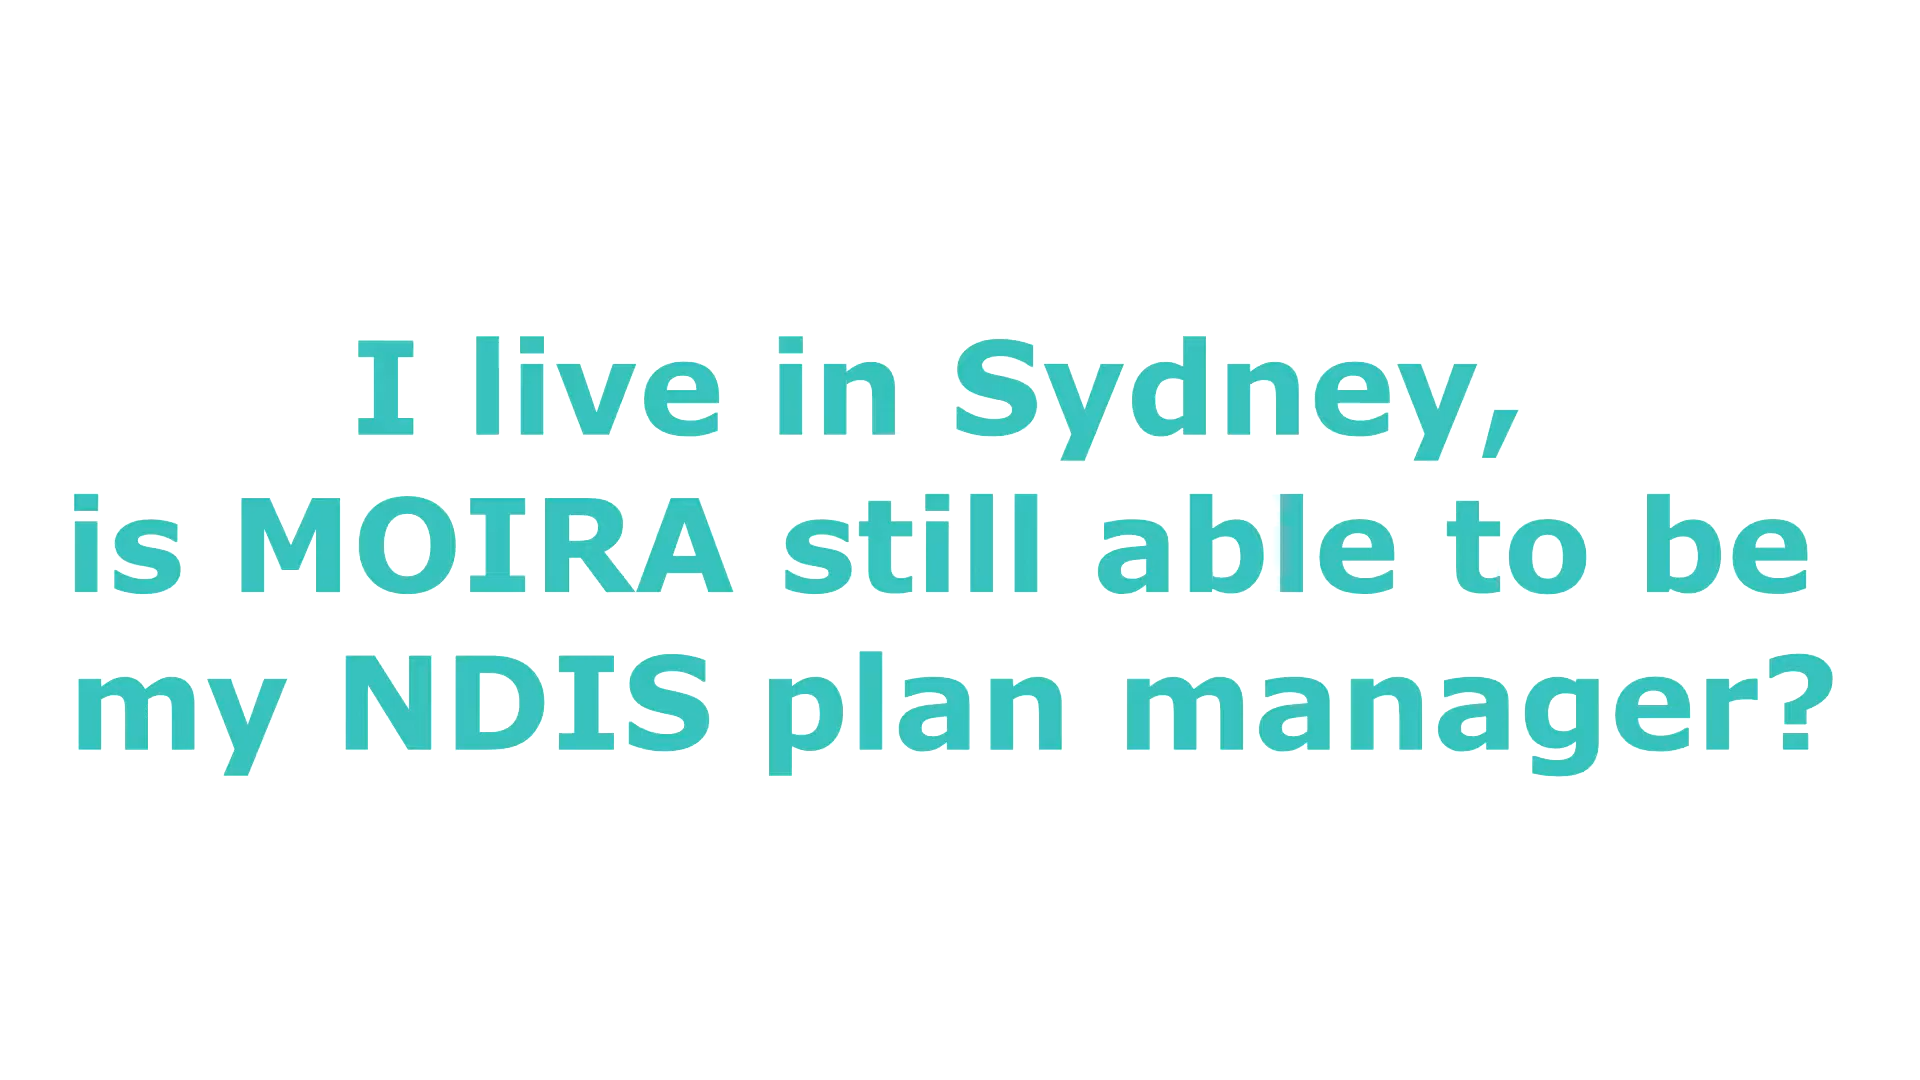 I live in Sydney,
is MOIRA still able to be
my NDIS plan manager?